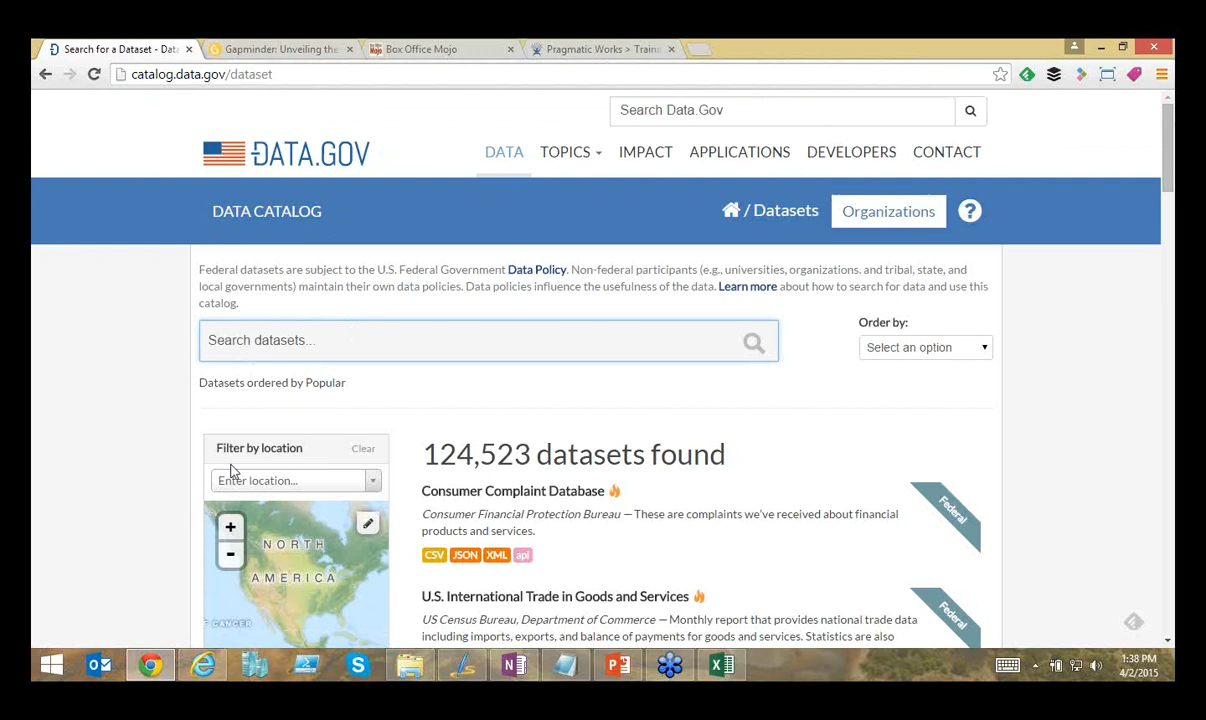 Search for a Dataset - Data
Gapminder: Unveiling the
Box Office Mojo
Pragmatic Works > Traini
catalog.data.gov/dataset
Search Data.Gov
DATA.GOV
DATA
TOPICS
IMPACT
APPLICATIONS
DEVELOPERS
CONTACT
DATA CATALOG
/ Datasets
Organizations
?
Federal datasets are subject to the U.S. Federal Government Data Policy. Non-federal participants (e.g., universities, organizations, and tribal, state, and
local governments) maintain their own data policies. Data policies influence the usefulness of the data. Learn more about how to search for data and use this
catalog.
Order by:
Search datasets...
Select an option
Datasets ordered by Popular
Filter by location
Clear
Enter location...
+
-
NORTH
AMERICA
CANCER
124,523 datasets found
Consumer Complaint Database
Federal
Consumer Financial Protection Bureau — These are complaints we've received about financial
products and services.
CSV JSON XML api
U.S. International Trade in Goods and Services
Federal
US Census Bureau, Department of Commerce — Monthly report that provides national trade data
including imports, exports, and balance of payments for goods and services. Statistics are also
1:38 PM
4/2/2015